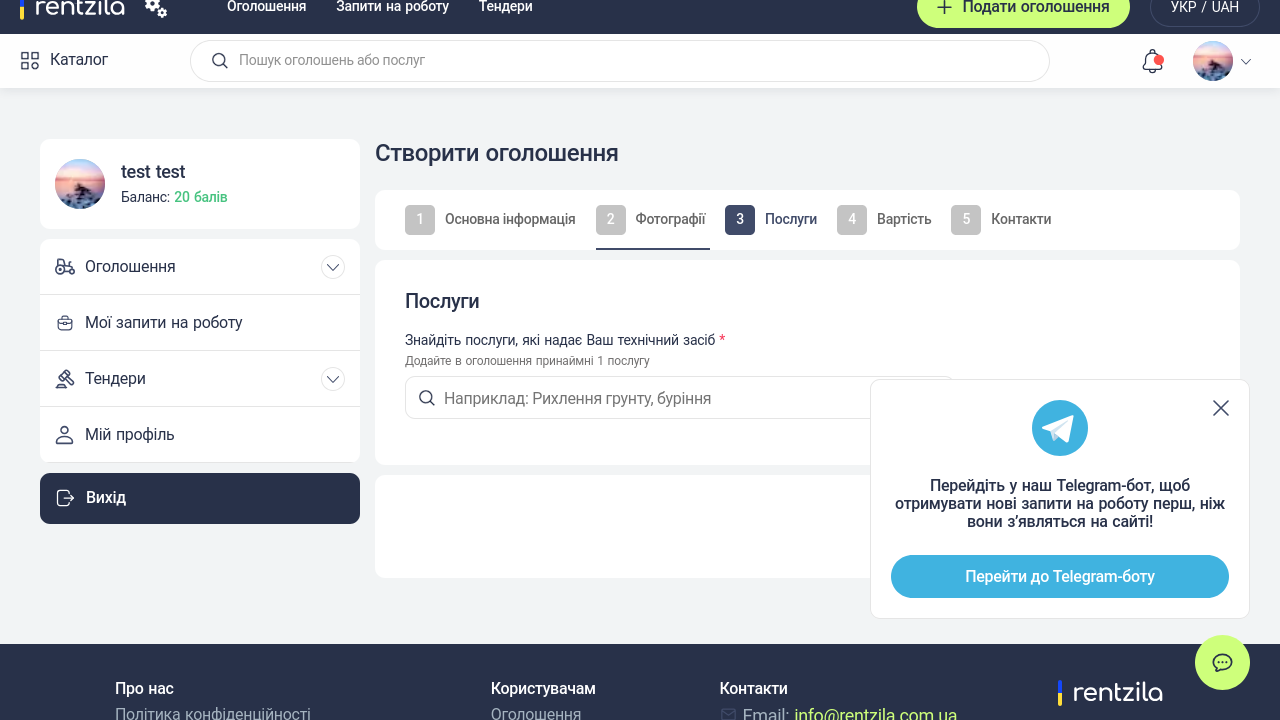 rentzila
Оголошення
Запити на роботу
Тендери
Подати оголошення
УКР / UAH
Каталог
Пошук оголошень або послуг
test test
Баланс: 20 балів
Оголошення
Мої запити на роботу
Тендери
Мій профіль
Вихід
Створити оголошення
1 Основна інформація
2 Фотографії
3 Послуги
4 Вартість
5 Контакти
Послуги
Знайдіть послуги, які надає Ваш технічний засіб *
Додайте в оголошення принаймні 1 послугу
Наприклад: Рихлення грунту, буріння
Перейдіть у наш Telegram-бот, щоб
отримувати нові запити на роботу перш, ніж
вони з’являться на сайті!
Перейти до Telegram-боту
Про нас
Політика конфіденційності
Користувачам
Оголошення
Контакти
Email: info@rentzila.com.ua
rentzila